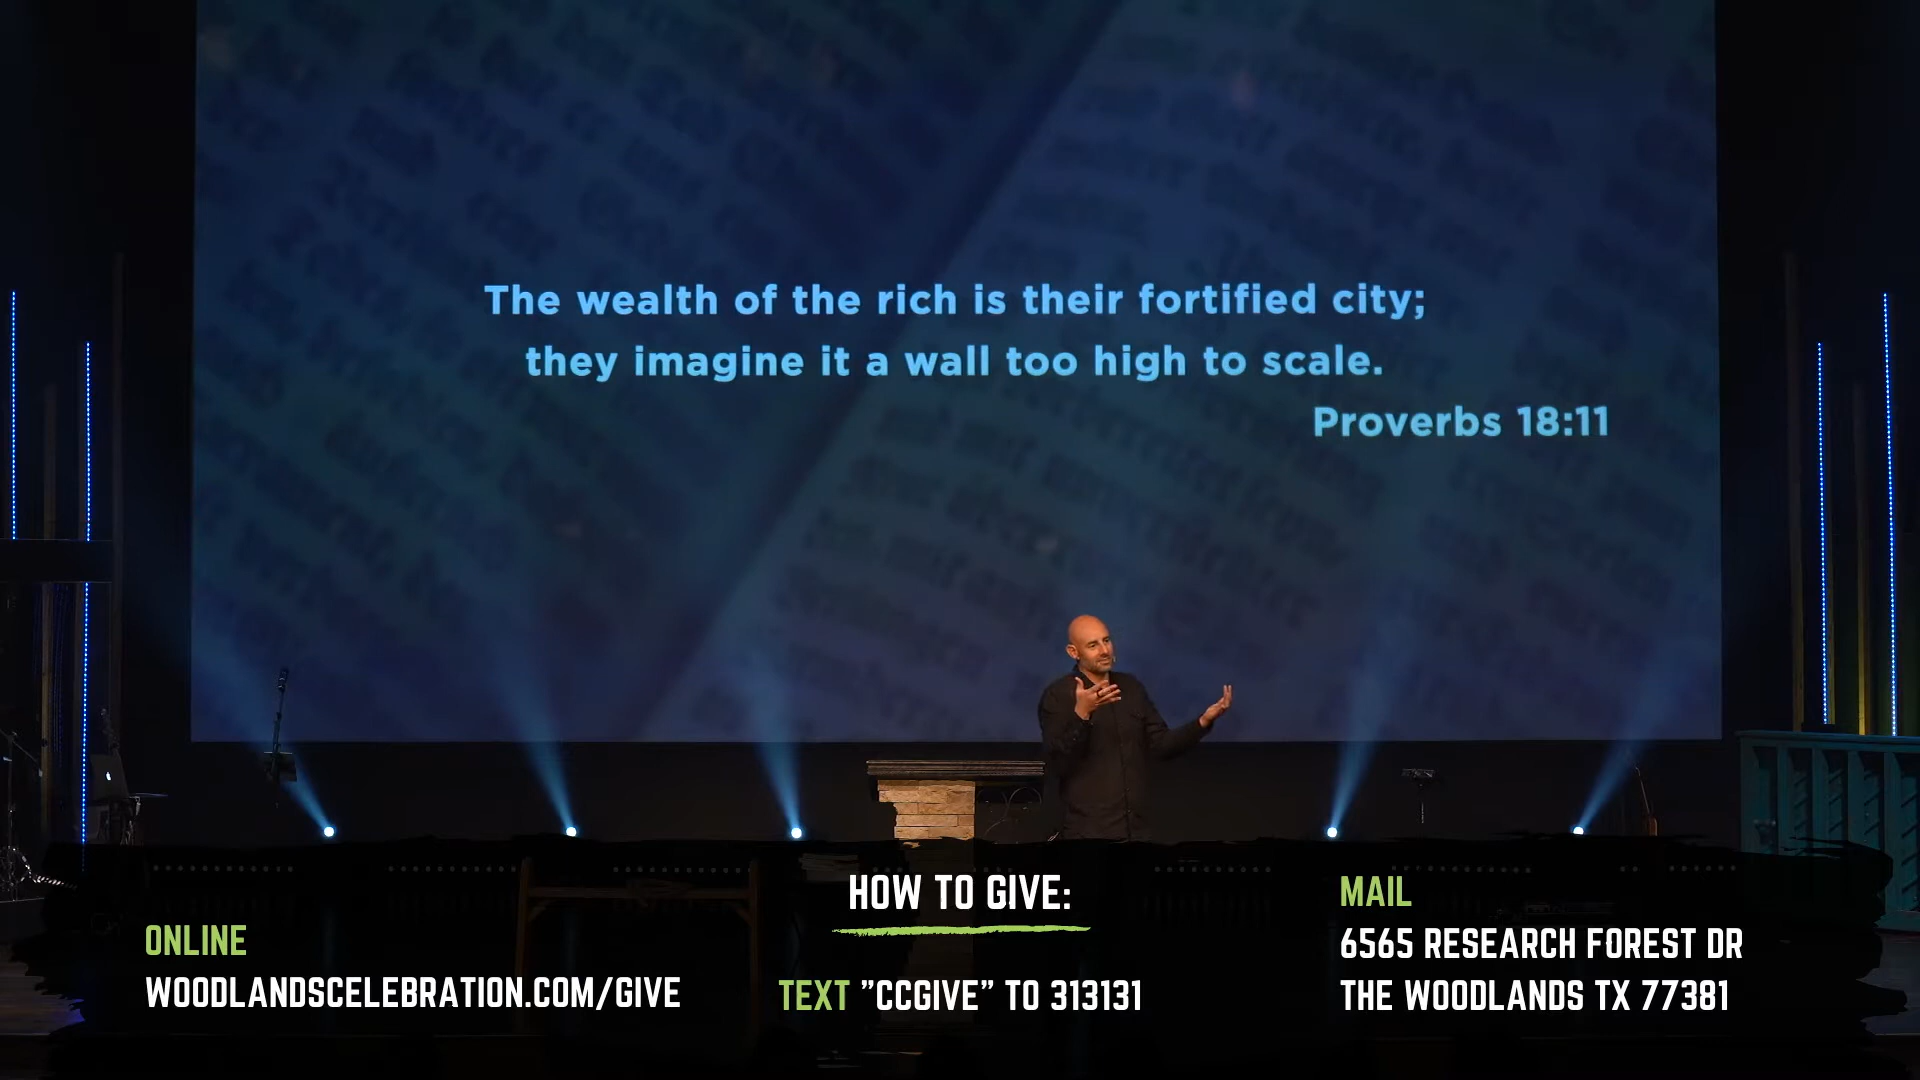 The wealth of the rich is their fortified city;
they imagine it a wall too high to scale.
Proverbs 18:11
HOW TO GIVE:
ONLINE
WOODLANDSCELEBRATION.COM/GIVE
TEXT "CCGIVE" TO 313131
MAIL
6565 RESEARCH FOREST DR
THE WOODLANDS TX 77381